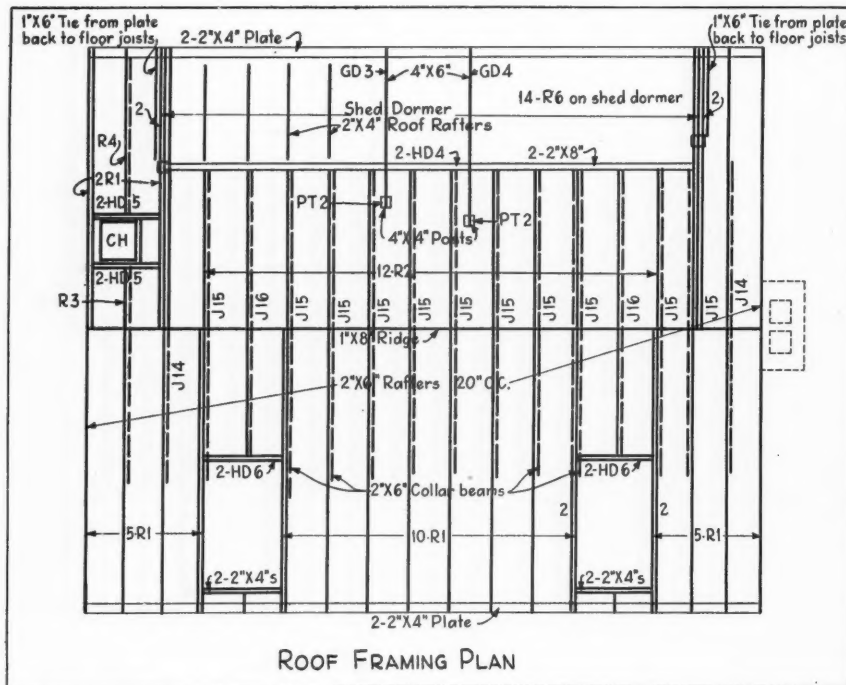 1"X6" Tie from plate
back to floor joists
2-2"X4" Plate
1"X6" Tie from plate
back to floor joists
GD3
4"X6"
GD4
Shed Dormer
14-R6 on shed dormer
2
2
R4
2"X4" Roof Rafters
2R1
2-HD4
2-2"X8"
2-HD5
PT2
PT2
CH
4"X4" Posts
2-HD5
12-R2
R3
J15
J16
J15
J15
J15
J15
J15
J15
J15
J16
J15
J15
J14
1"X8" Ridge
J14
2"X6" Rafters 20" O.C.
2-HD6
2-HD6
2"X6" Collar beams
2
2
5-R1
10-R1
5-R1
2-2"X4"s
2-2"X4"s
2-2"X4" Plate
ROOF FRAMING PLAN